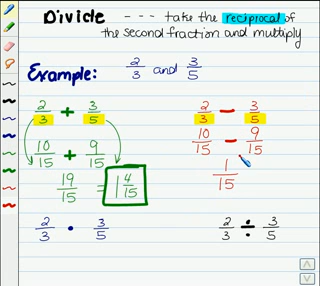 Divide --- take the reciprocal of
the second fraction and multiply
Example: 2/3 and 3/5
2/3 + 3/5
2/3 - 3/5
10/15 + 9/15
10/15 - 9/15
19/15 = 1 4/15
1/15
2/3 · 3/5
2/3 ÷ 3/5